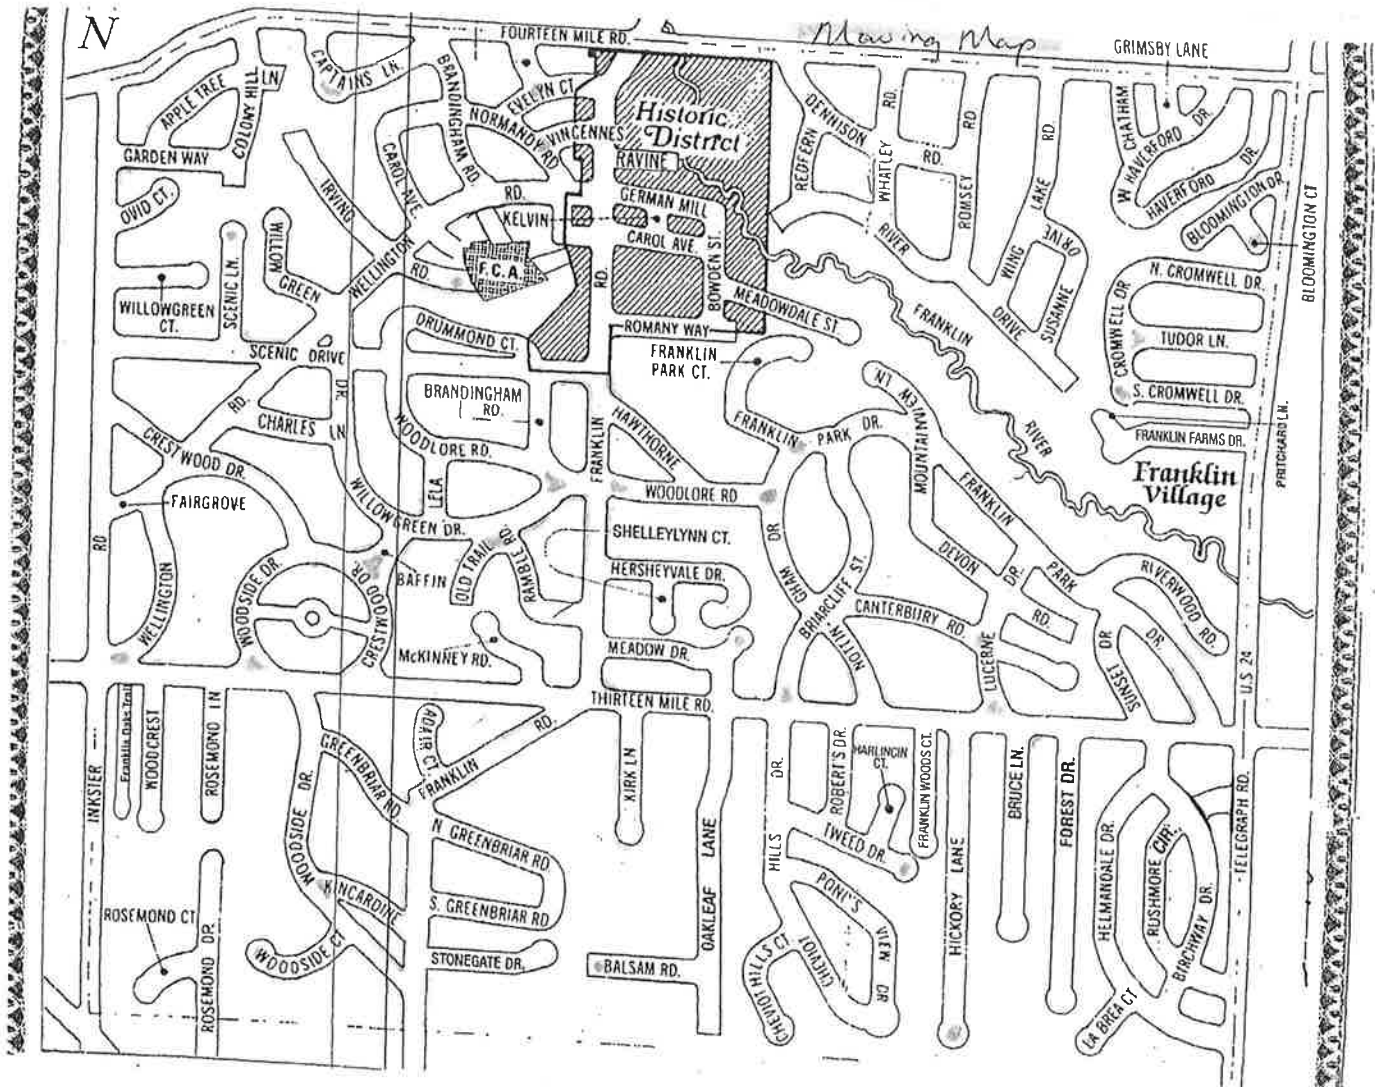 N
Mowing Map
FOURTEEN MILE RD.
GRIMSBY LANE
CAPTAINS LN.
APPLE TREE
LN
COLONY HILL
BRANDINGHAM RD.
EVELYN CT
NORMANDY RD
VINCENNES
Historic
District
RAVINE
DENNISON
RD.
REDFERN
WHATLEY
RD.
ROMSEY
RD
LAKE
RD
CHATHAM
W HAVERFORD DR.
HAVERFORD DR.
BLOOMINGTON DR
BLOOMINGTON CT
GARDEN WAY
OVID CT.
IRVING
CAROL AVE.
RD.
KELVIN
GERMAN MILL
CAROL AVE.
BOWDEN ST.
RIVER
WING
DRIVE
SUSANNE
DRIVE
WILLOW
GREEN
WELLINGTON
RD.
F.C.A.
RD.
N. CROMWELL DR.
CROMWELL DR
TUDOR LN.
S. CROMWELL DR.
WILLOWGREEN
CT.
SCENIC LN.
DRUMMOND CT.
ROMANY WAY
MEADOWDALE ST.
FRANKLIN
RIVER
SCENIC DRIVE
DR.
FRANKLIN
PARK CT.
FRANKLIN FARMS DR.
PRITCHARD LN.
BRANDINGHAM
RD.
RD.
CHARLES LN
WOODLORE RD.
FRANKLIN
HAWTHORNE
FRANKLIN PARK DR.
MOUNTAINVIEW LN.
Franklin
Village
CRESTWOOD DR.
FAIRGROVE
LELA
WILLOWGREEN DR.
WOODLORE RD
FRANKLIN
PARK
DR
RD
WELLINGTON
WOODSIDE DR.
CRESTWOOD DR.
BAFFIN
OLD TRAIL
RAMBLE RD.
SHELLEYLYNN CT.
HERSHEYVALE DR.
NOTTINGHAM DR
BRIARCLIFF ST.
CANTERBURY RD.
DEVON
RD.
DR.
LUCERNE
RIVERWOOD RD.
SUNSET DR
McKINNEY RD.
MEADOW DR.
THIRTEEN MILE RD.
U.S 24
INKSTER
Franklin Oaks Trail
WOODCREST
ROSEMOND LN
WOODSIDE DR.
GREENBRIAR RD
ADAIR CT.
FRANKLIN RD.
KIRK LN
OAKLEAF LANE
HILLS DR.
ROBERTS DR.
HARLINCIN
CT.
FRANKLIN WOODS CT.
TWEED DR.
HICKORY LANE
BRUCE LN.
FOREST DR.
HELMANDALE DR.
RUSHMORE CIR.
BIRCHWAY DR.
TELEGRAPH RD.
N GREENBRIAR RD
KINCARDINE
S. GREENBRIAR RD
STONEGATE DR.
BALSAM RD.
CHEVIOT
VIEW DR
CHEVIOT HILLS CT
LA BREA CT
ROSEMOND CT
ROSEMOND DR.
WOODSIDE CT